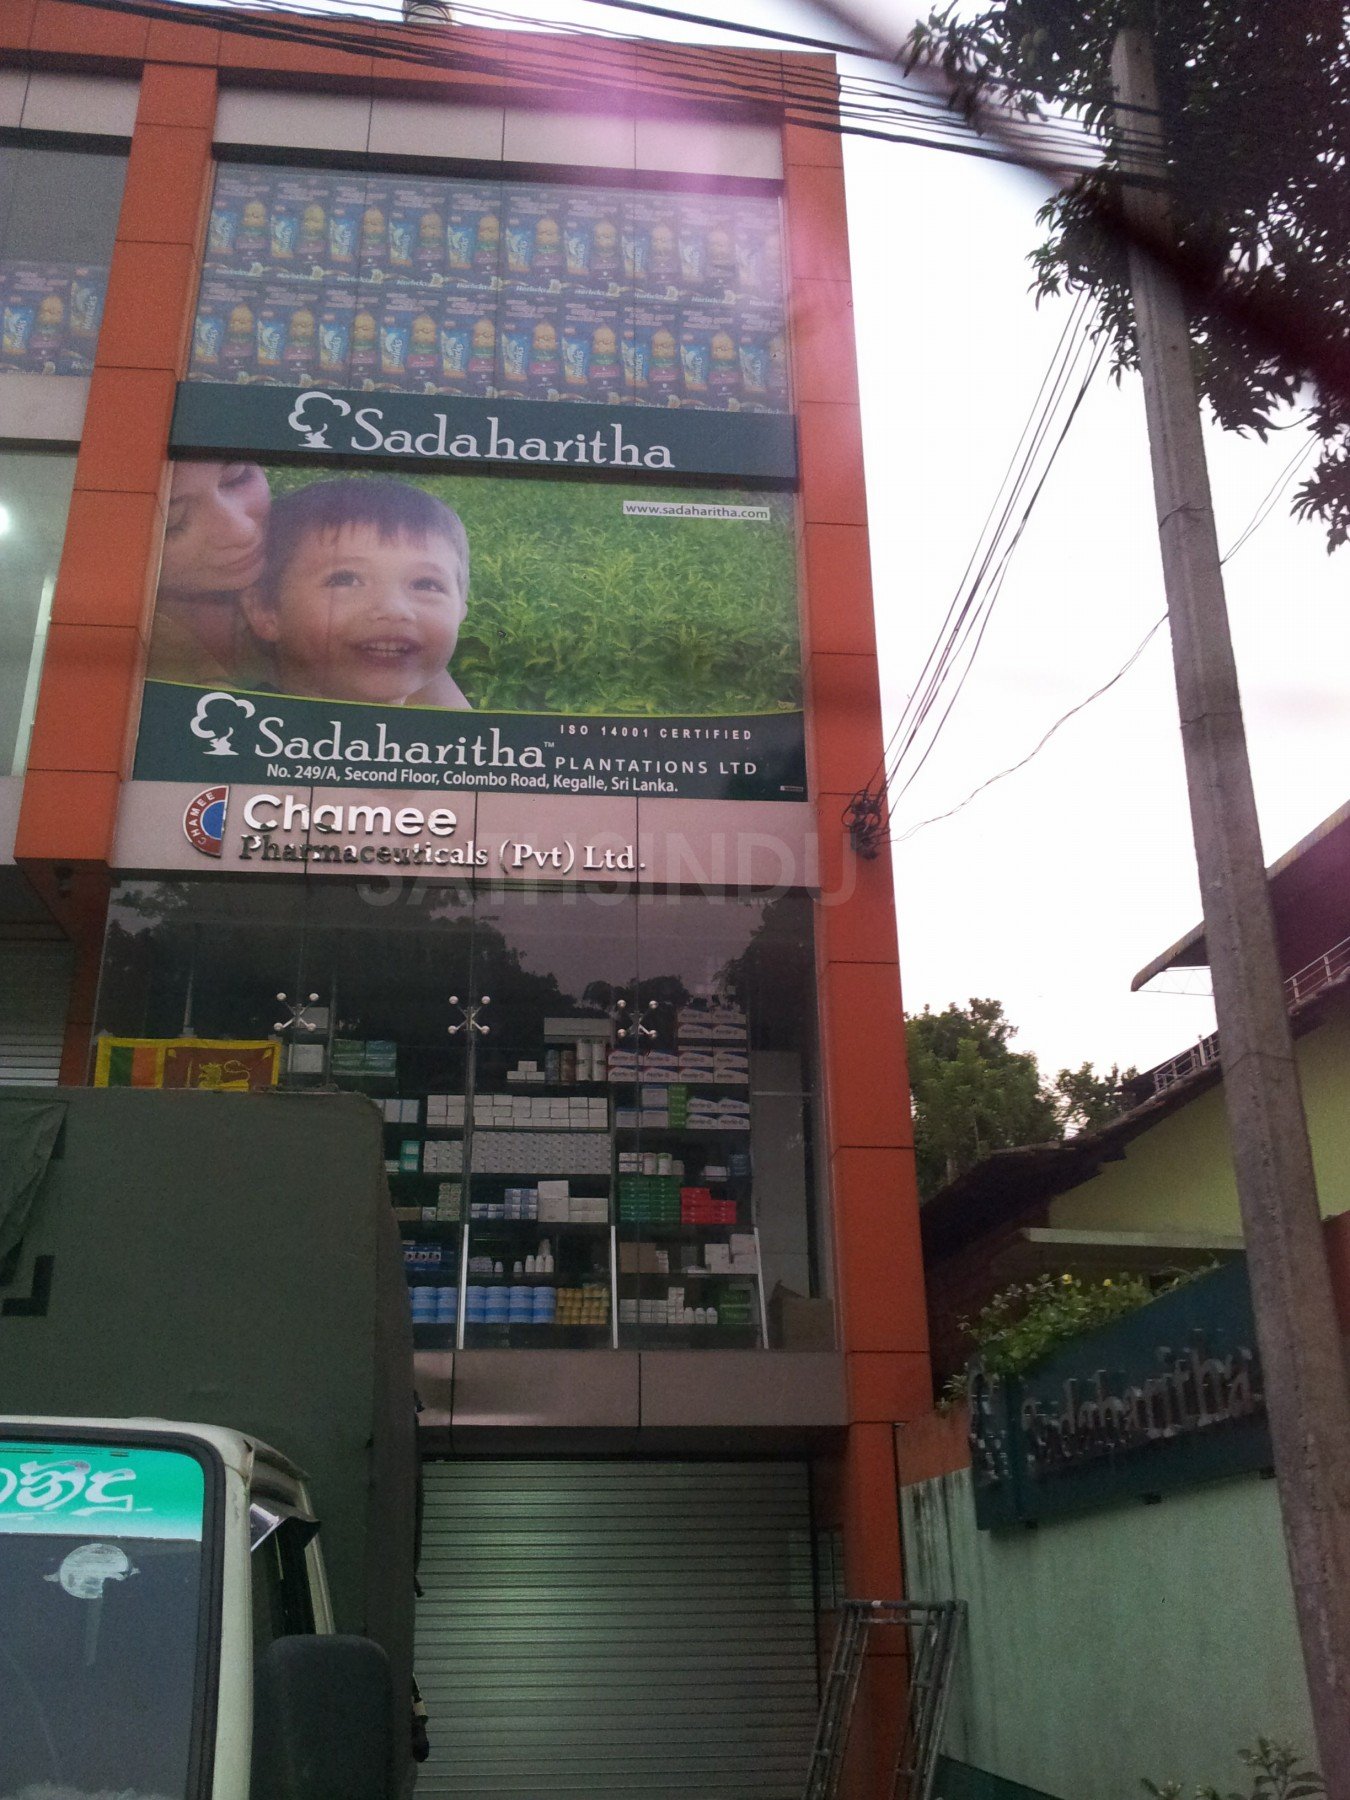 Sadaharitha
www.sadaharitha.com
Sadaharitha™
ISO 14001 CERTIFIED
PLANTATIONS LTD
No. 249/A, Second Floor, Colombo Road, Kegalle, Sri Lanka.
CHAMEE
Chamee
Pharmaceuticals (Pvt) Ltd.
SATHSINDU
Sadaharitha
Horlicks